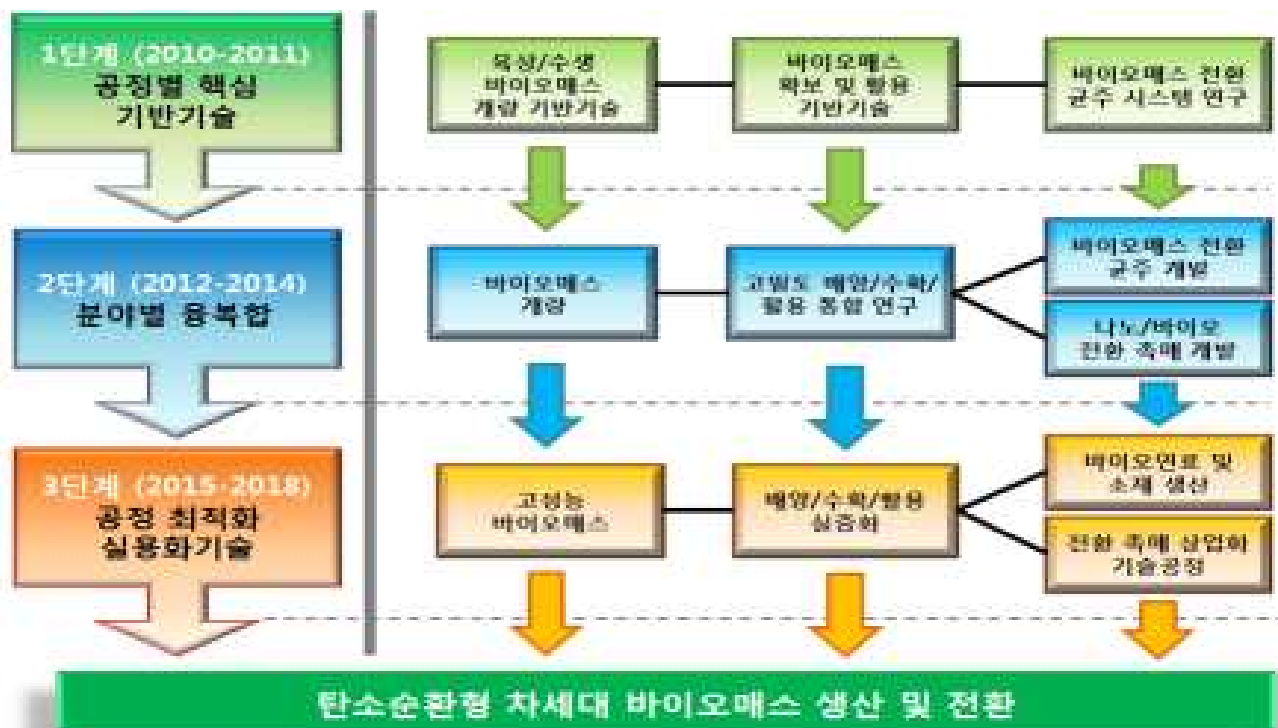 1단계 (2010-2011)
공정별 핵심
기반기술
육상/수생
바이오매스
개량 기반기술
바이오매스
확보 및 활용
기반기술
바이오매스 전환
균주 시스템 연구
2단계 (2012-2014)
분야별 융복합
바이오매스
개량
고밀도 배양/수확/
활용 통합 연구
바이오매스 전환
균주 개발
나노/바이오
전환 촉매 개발
3단계 (2015-2018)
공정 최적화
실용화기술
고성능
바이오매스
배양/수확/활용
실증화
바이오연료 및
소재 생산
전환 촉매 상업화
기술공정
탄소순환형 차세대 바이오매스 생산 및 전환